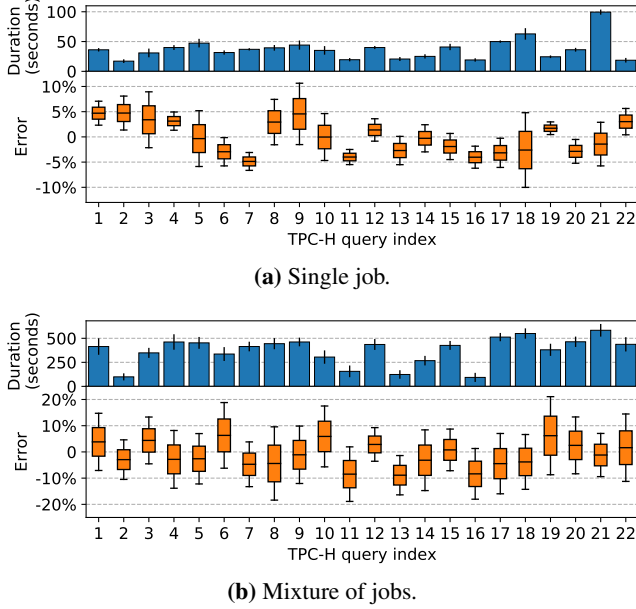 Duration
(seconds)
100
50
0
Error
10%
5%
0
-5%
-10%
1 2 3 4 5 6 7 8 9 10 11 12 13 14 15 16 17 18 19 20 21 22
TPC-H query index
(a) Single job.
Duration
(seconds)
500
250
0
Error
20%
10%
0
-10%
-20%
1 2 3 4 5 6 7 8 9 10 11 12 13 14 15 16 17 18 19 20 21 22
TPC-H query index
(b) Mixture of jobs.